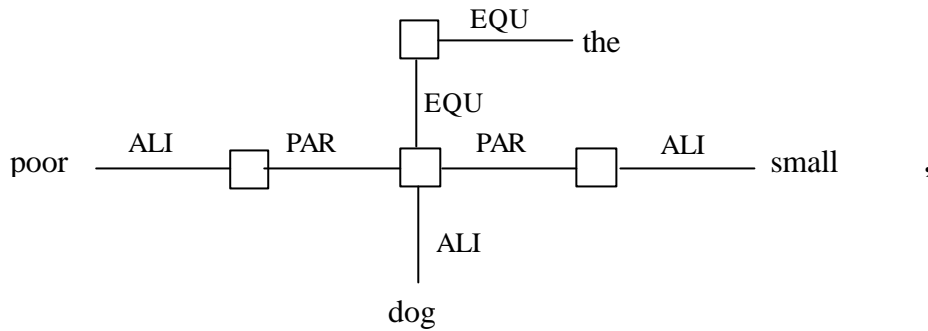 EQU
the
EQU
ALI PAR PAR ALI
poor small ,
ALI
dog